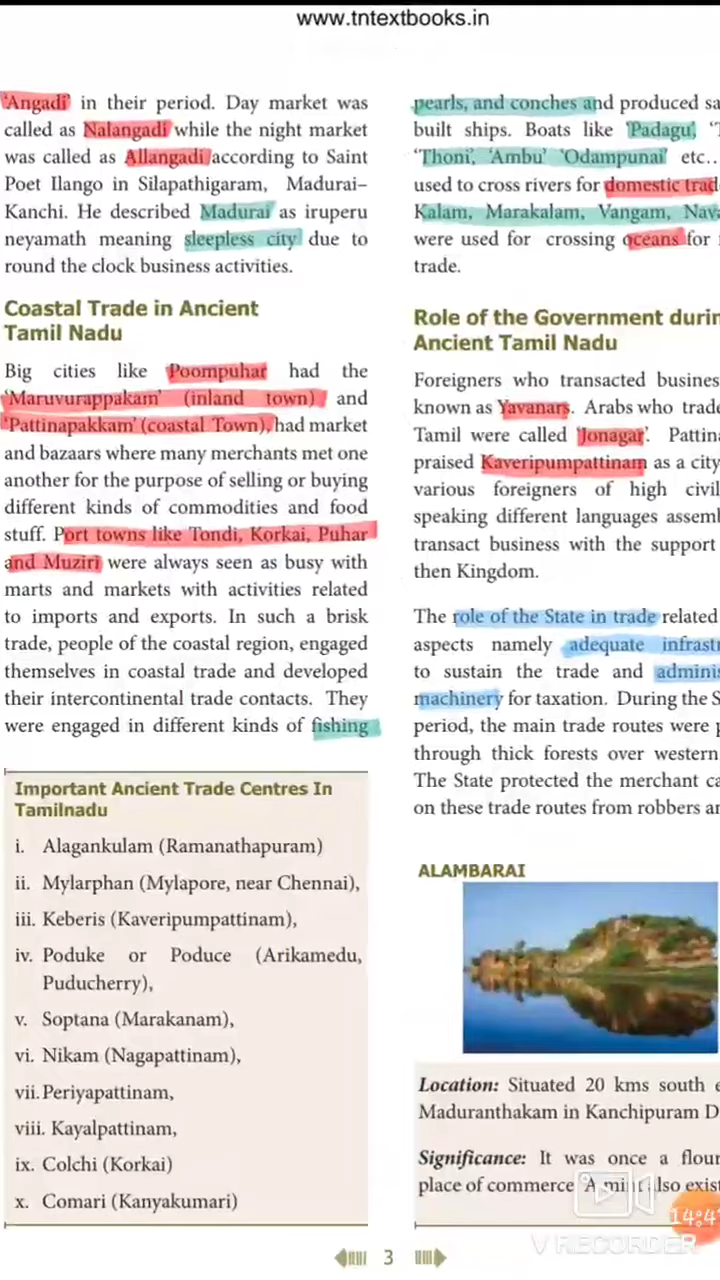 www.tntextbooks.in
'Angadi' in their period. Day market was
called as Nalangadi while the night market
was called as Allangadi according to Saint
Poet Ilango in Silapathigaram, Madurai–
Kanchi. He described Madurai as iruperu
neyamath meaning sleepless city due to
round the clock business activities.
Coastal Trade in Ancient
Tamil Nadu
Big cities like Poompuhar had the
'Maruvurappakam' (inland town) and
'Pattinapakkam' (coastal Town), had market
and bazaars where many merchants met one
another for the purpose of selling or buying
different kinds of commodities and food
stuff. Port towns like Tondi, Korkai, Puhar
and Muziri were always seen as busy with
marts and markets with activities related
to imports and exports. In such a brisk
trade, people of the coastal region, engaged
themselves in coastal trade and developed
their intercontinental trade contacts. They
were engaged in different kinds of fishing
Important Ancient Trade Centres In
Tamilnadu
i. Alagankulam (Ramanathapuram)
ii. Mylarphan (Mylapore, near Chennai),
iii. Keberis (Kaveripumpattinam),
iv. Poduke or Poduce (Arikamedu,
Puducherry),
v. Soptana (Marakanam),
vi. Nikam (Nagapattinam),
vii. Periyapattinam,
viii. Kayalpattinam,
ix. Colchi (Korkai)
x. Comari (Kanyakumari)
pearls, and conches and produced
built ships. Boats like 'Padagu',
'Thoni', 'Ambu' 'Odampunai' etc..
used to cross rivers for domestic
Kalam, Marakalam, Vangam,
were used for crossing oceans for
trade.
Role of the Government
Ancient Tamil Nadu
Foreigners who transacted
known as Yavanars. Arabs who
Tamil were called 'Jonagar'.
praised Kaveripumpattinam as a city
various foreigners of high
speaking different languages
transact business with the support
then Kingdom.
The role of the State in trade related
aspects namely adequate
to sustain the trade and
machinery for taxation. During the
period, the main trade routes were
through thick forests over western
The State protected the merchant
on these trade routes from robbers
ALAMBARAI
Location: Situated 20 kms south
Maduranthakam in Kanchipuram
Significance: It was once a
place of commerce A mint also
3
V RECORDER